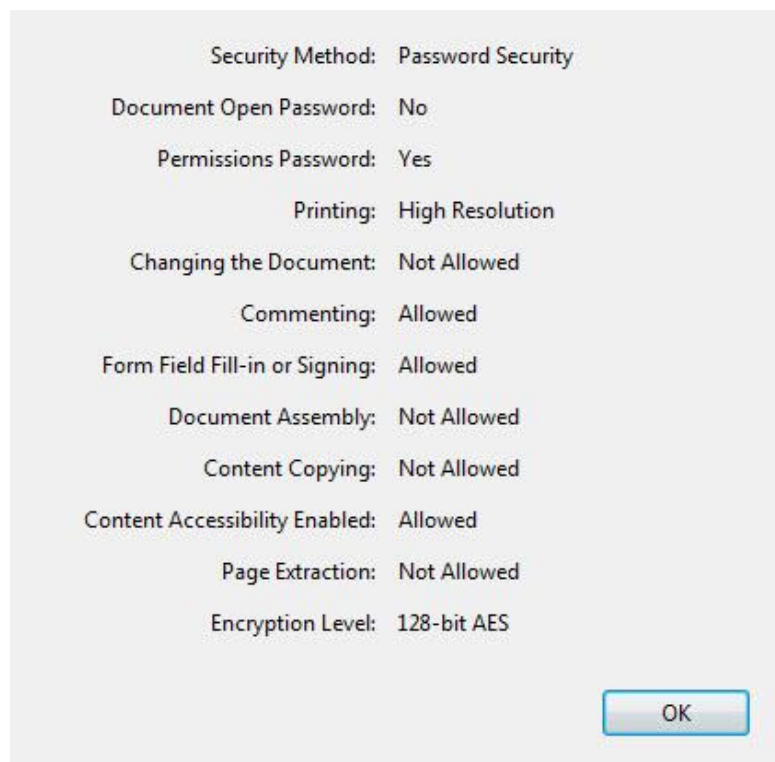 Security Method: Password Security
Document Open Password: No
Permissions Password: Yes
Printing: High Resolution
Changing the Document: Not Allowed
Commenting: Allowed
Form Field Fill-in or Signing: Allowed
Document Assembly: Not Allowed
Content Copying: Not Allowed
Content Accessibility Enabled: Allowed
Page Extraction: Not Allowed
Encryption Level: 128-bit AES
OK